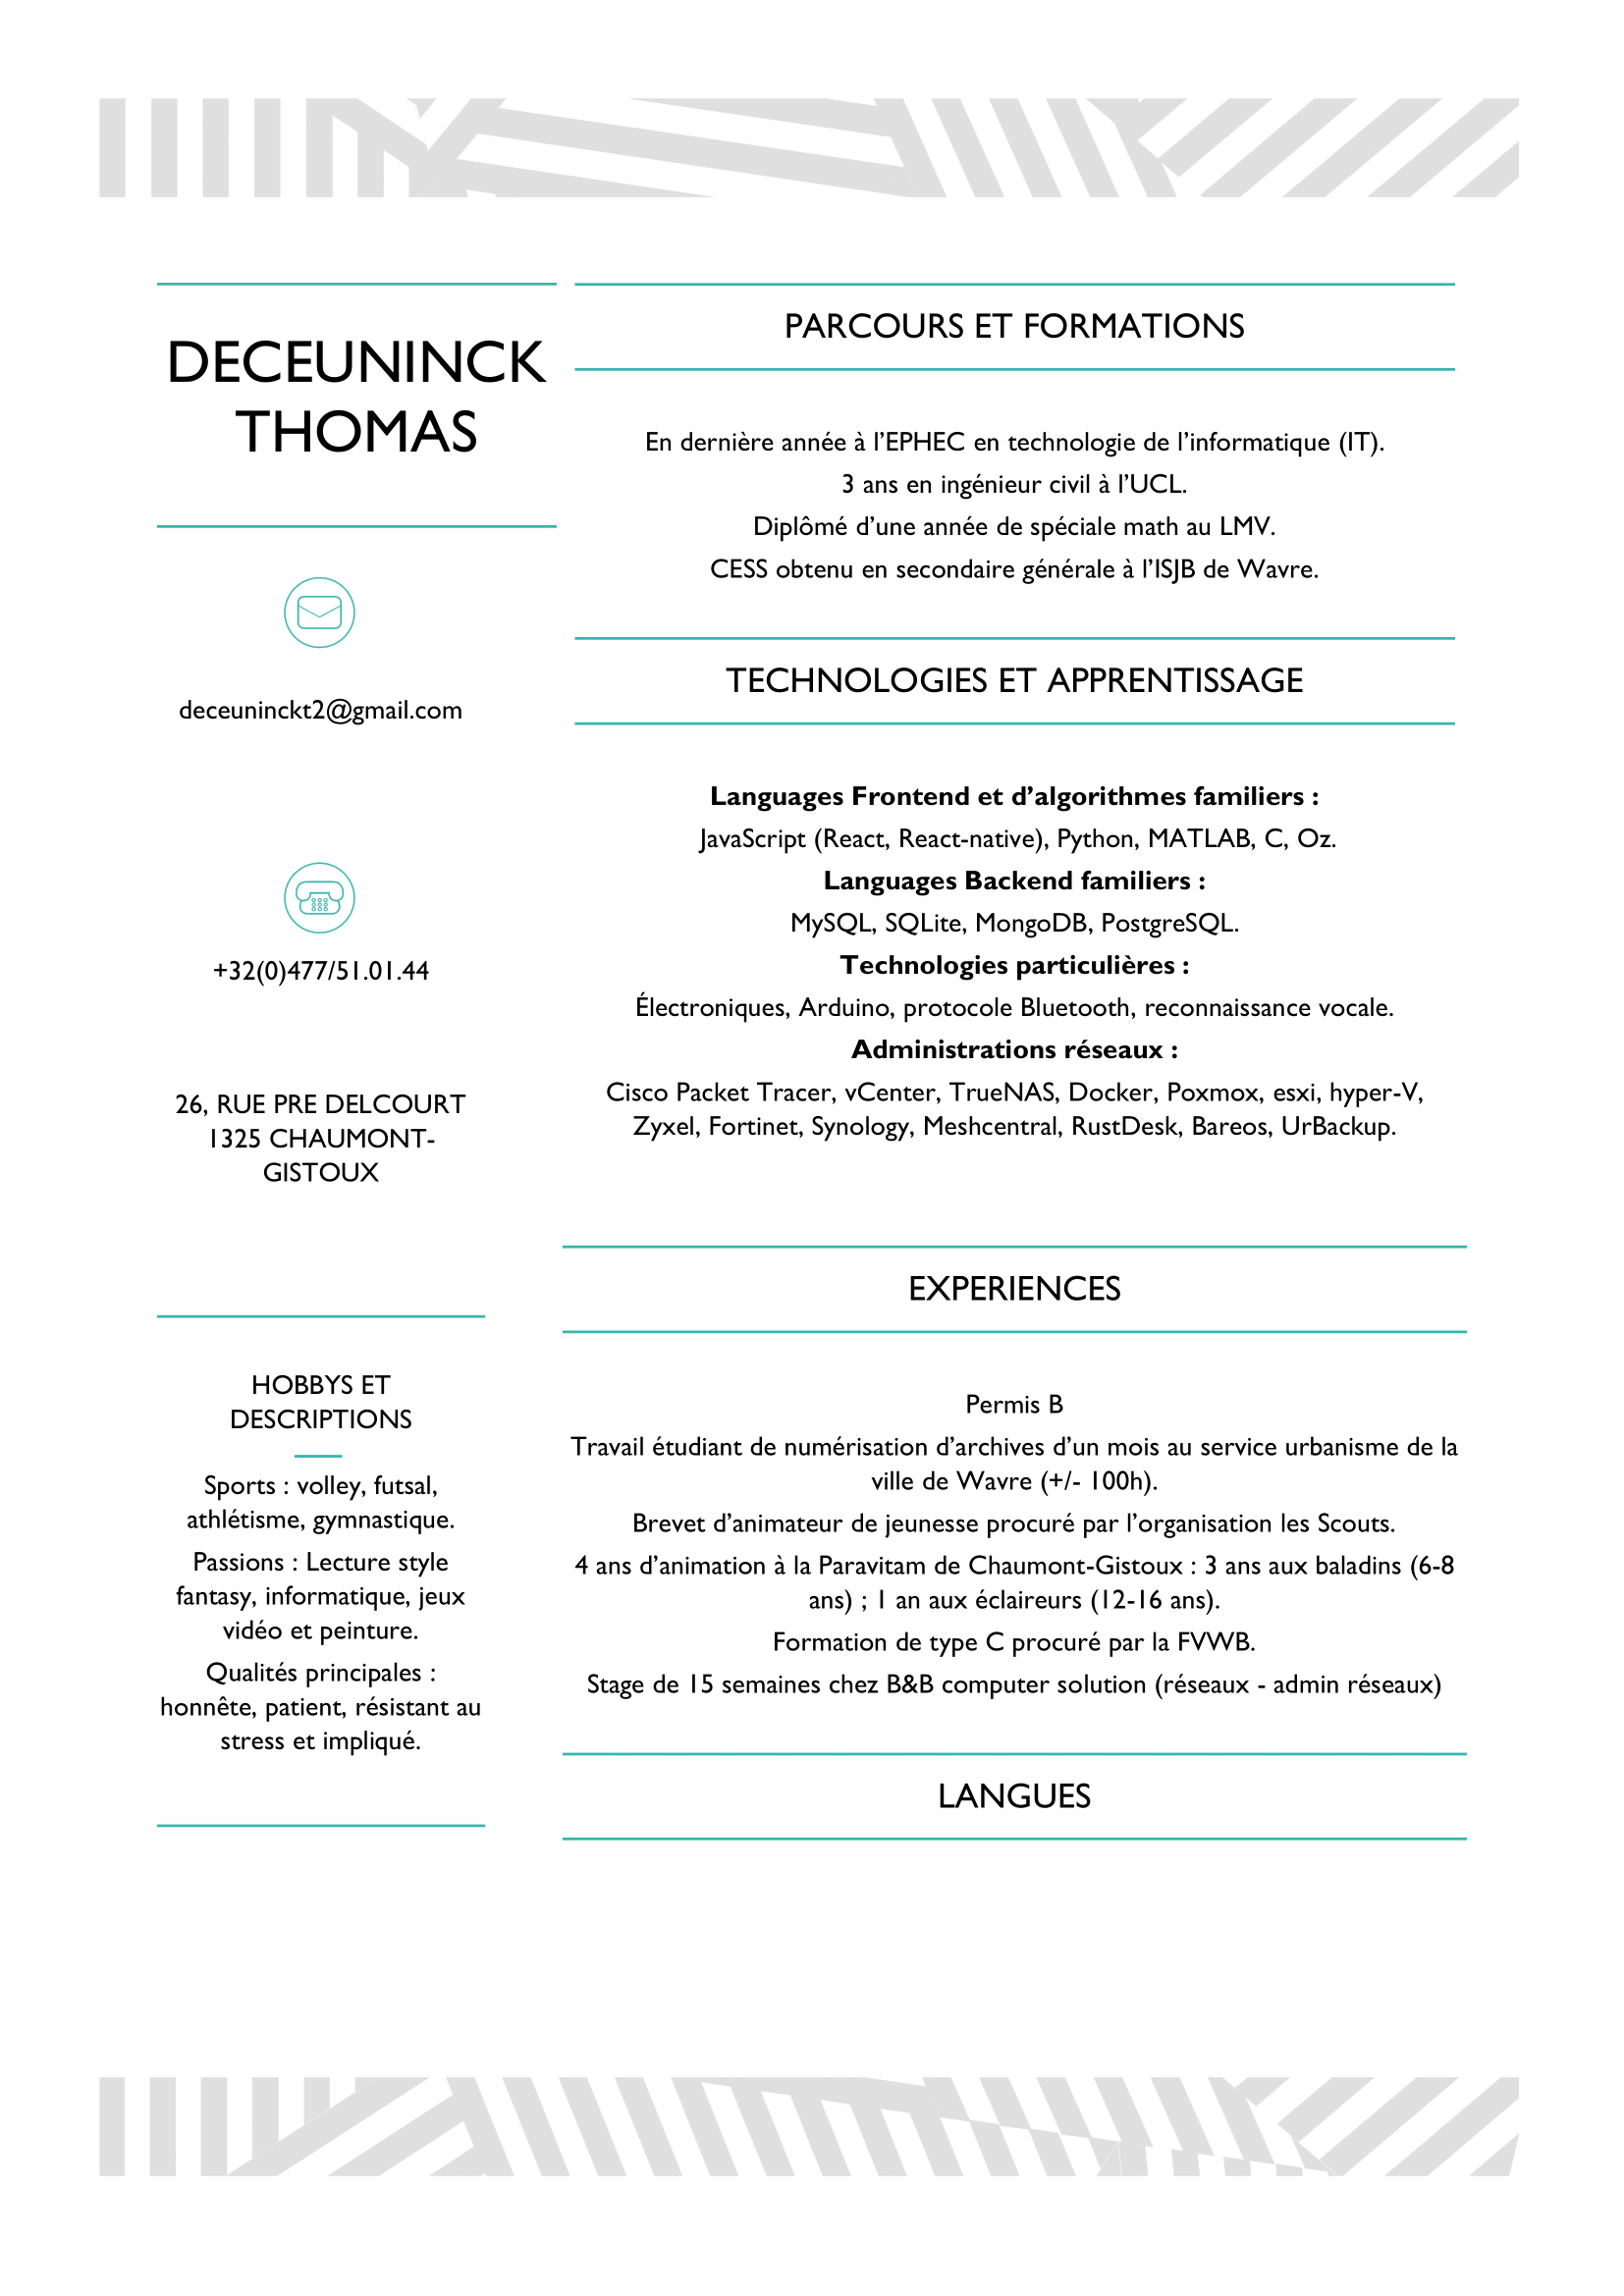 DECEUNINCK
THOMAS
deceuninckt2@gmail.com
+32(0)477/51.01.44
26, RUE PRE DELCOURT
1325 CHAUMONT-
GISTOUX
HOBBYS ET
DESCRIPTIONS
Sports : volley, futsal,
athlétisme, gymnastique.
Passions : Lecture style
fantasy, informatique, jeux
vidéo et peinture.
Qualités principales :
honnête, patient, résistant au
stress et impliqué.
PARCOURS ET FORMATIONS
En dernière année à l’EPHEC en technologie de l’informatique (IT).
3 ans en ingénieur civil à l’UCL.
Diplômé d’une année de spéciale math au LMV.
CESS obtenu en secondaire générale à l’ISJB de Wavre.
TECHNOLOGIES ET APPRENTISSAGE
Languages Frontend et d’algorithmes familiers :
JavaScript (React, React-native), Python, MATLAB, C, Oz.
Languages Backend familiers :
MySQL, SQLite, MongoDB, PostgreSQL.
Technologies particulières :
Électroniques, Arduino, protocole Bluetooth, reconnaissance vocale.
Administrations réseaux :
Cisco Packet Tracer, vCenter, TrueNAS, Docker, Poxmox, esxi, hyper-V,
Zyxel, Fortinet, Synology, Meshcentral, RustDesk, Bareos, UrBackup.
EXPERIENCES
Permis B
Travail étudiant de numérisation d’archives d’un mois au service urbanisme de la
ville de Wavre (+/- 100h).
Brevet d’animateur de jeunesse procuré par l’organisation les Scouts.
4 ans d’animation à la Paravitam de Chaumont-Gistoux : 3 ans aux baladins (6-8
ans) ; 1 an aux éclaireurs (12-16 ans).
Formation de type C procuré par la FVWB.
Stage de 15 semaines chez B&B computer solution (réseaux - admin réseaux)
LANGUES